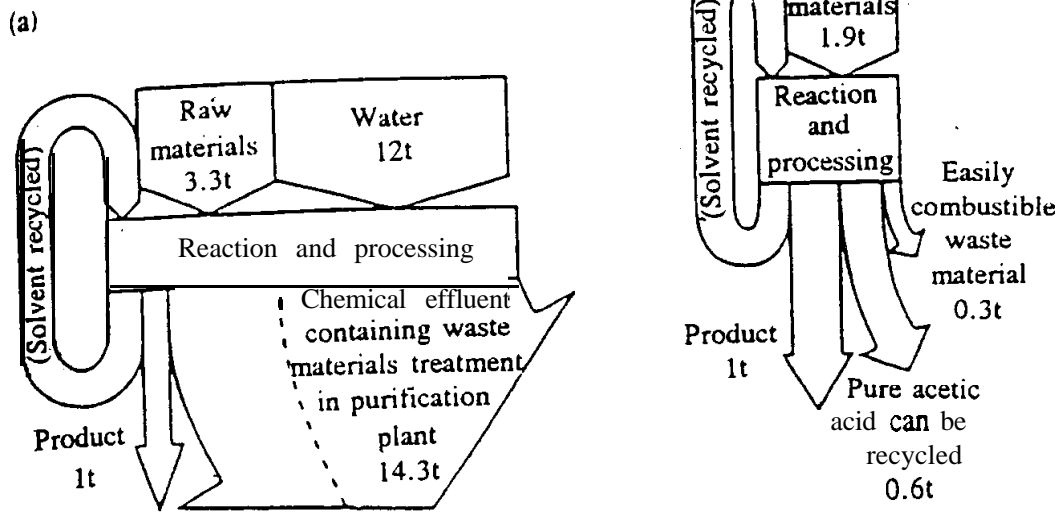 (a)
Raw
materials
3.3t
Water
12t
(Solvent recycled)
Reaction and processing
Chemical effluent
containing waste
materials treatment
in purification
plant
14.3t
Product
1t
materials
1.9t
(Solvent recycled)
Reaction
and
processing
Easily
combustible
waste
material
0.3t
Product
1t
Pure acetic
acid can be
recycled
0.6t